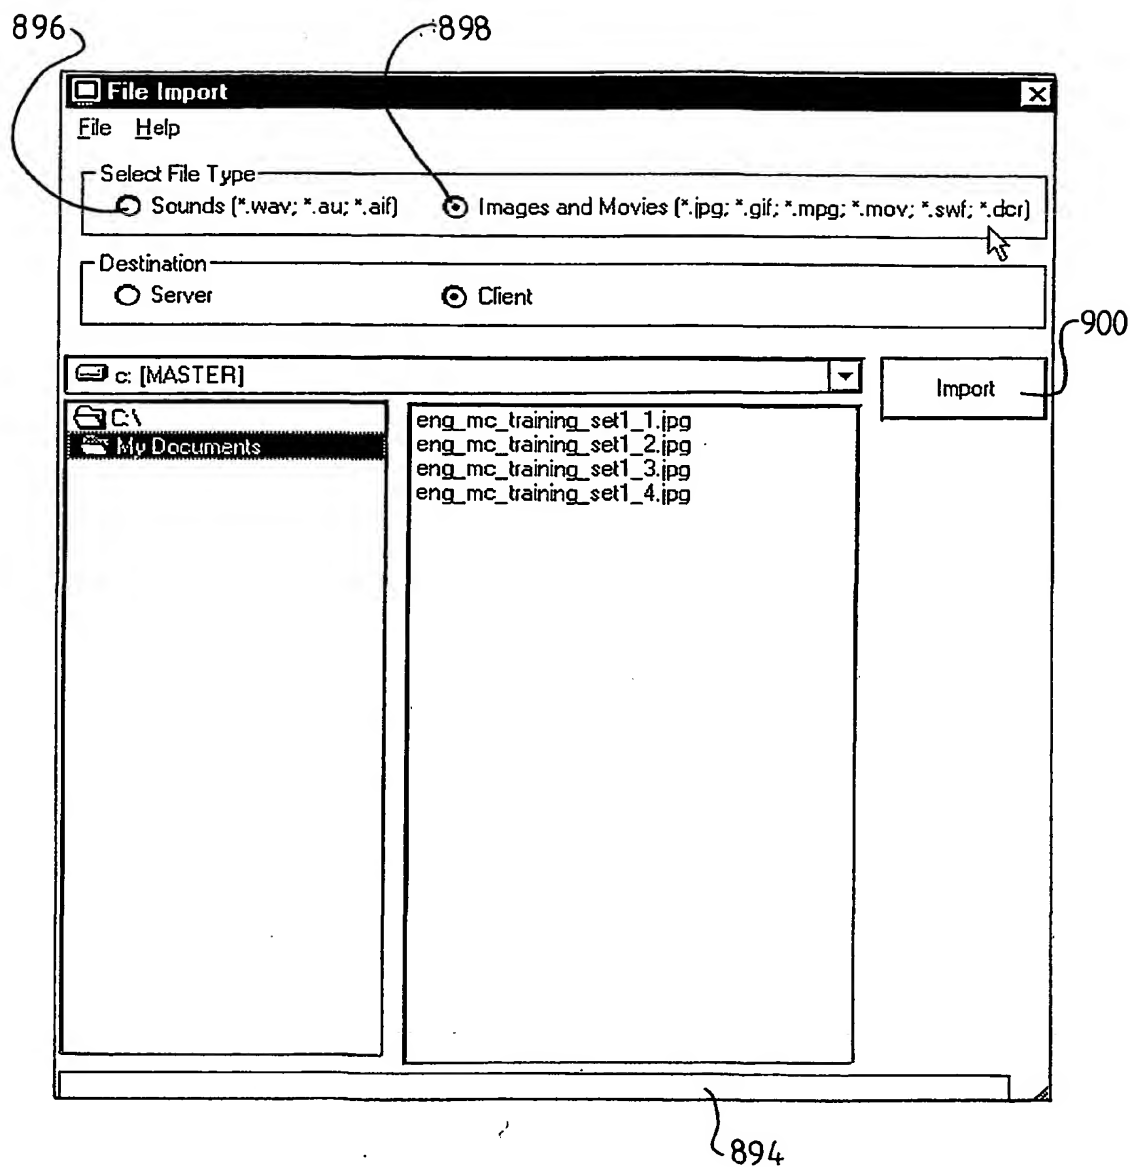 896
898
File Import
File Help
Select File Type
Sounds (*.wav; *.au; *.aif) Images and Movies (*.jpg; *.gif; *.mpg; *.mov; *.swf; *.dcr)
Destination
Server Client
900
c: [MASTER]
Import
C:\
My Documents
eng_mc_training_set1_1.jpg
eng_mc_training_set1_2.jpg
eng_mc_training_set1_3.jpg
eng_mc_training_set1_4.jpg
894